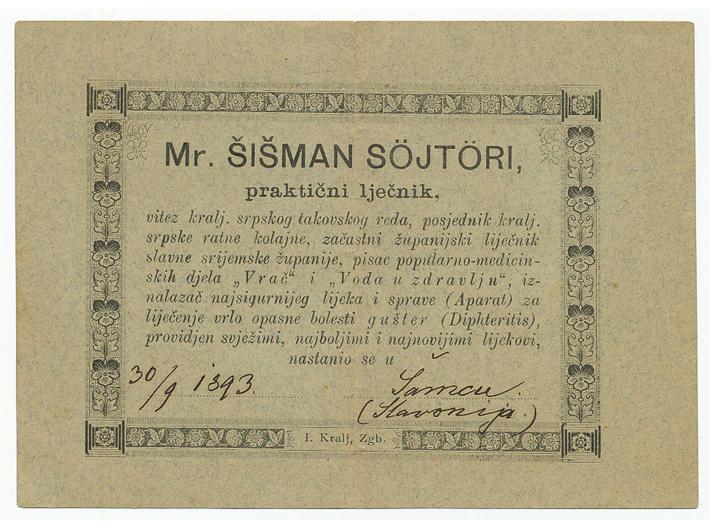 Mr. ŠIŠMAN SÖJTÖRI,
praktični lječnik,
vitez kralj. srpskog takovskog reda, posjednik kralj.
srpske ratne kolajne, začastni županijski liječnik
slavne srijemske županije, pisac popularno-medicin-
skih djela „Vrač“ i „Voda u zdravlju“, iz-
nalazač najsigurnijeg lijeka i sprave (Aparat) za
liječenje vrlo opasne bolesti gušter (Diphteritis),
providjen svježimi, najboljimi i najnovijimi lijekovi,
nastanio se u
30/9 1893. Šamcu.
(Slavonija.)
I. Kralj, Zgb.